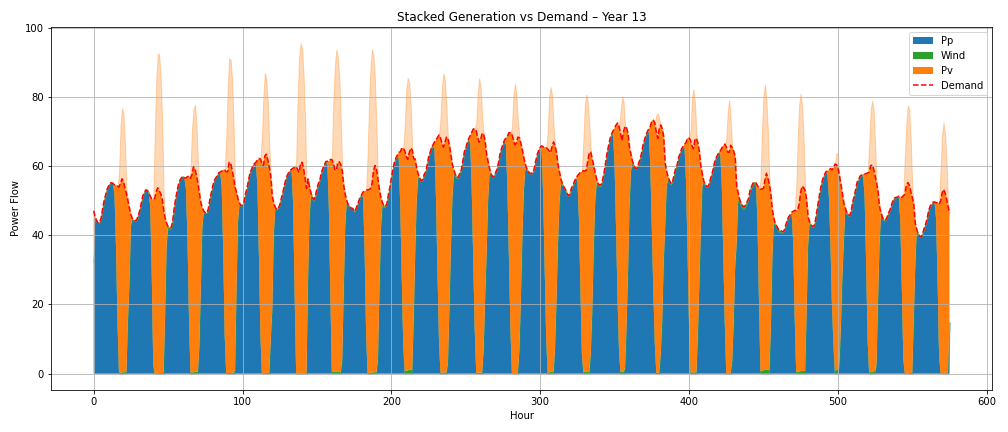 Stacked Generation vs Demand – Year 13
100
80
60
40
20
0
Power Flow
Pp
Wind
Pv
Demand
0 100 200 300 400 500 600
Hour